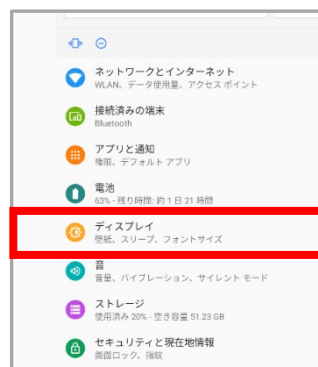 ネットワークとインターネット
WLAN、データ使用量、アクセス ポイント
接続済みの端末
Bluetooth
アプリと通知
権限、デフォルト アプリ
電池
63% - 残り時間: 約 1 日 21 時間
ディスプレイ
壁紙、スリープ、フォントサイズ
音
音量、バイブレーション、サイレント モード
ストレージ
使用済み 20% - 空き容量 51.23 GB
セキュリティと現在地情報
画面ロック、指紋